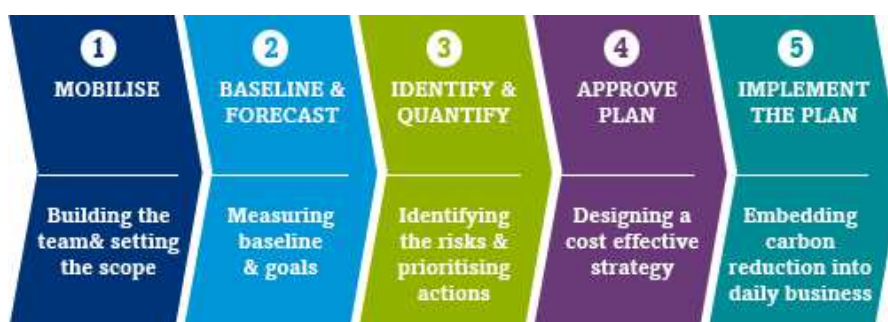 1
MOBILISE
Building the
team& setting
the scope
2
BASELINE &
FORECAST
Measuring
baseline
& goals
3
IDENTIFY &
QUANTIFY
Identifying
the risks &
prioritising
actions
4
APPROVE
PLAN
Designing a
cost effective
strategy
5
IMPLEMENT
THE PLAN
Embedding
carbon
reduction into
daily business